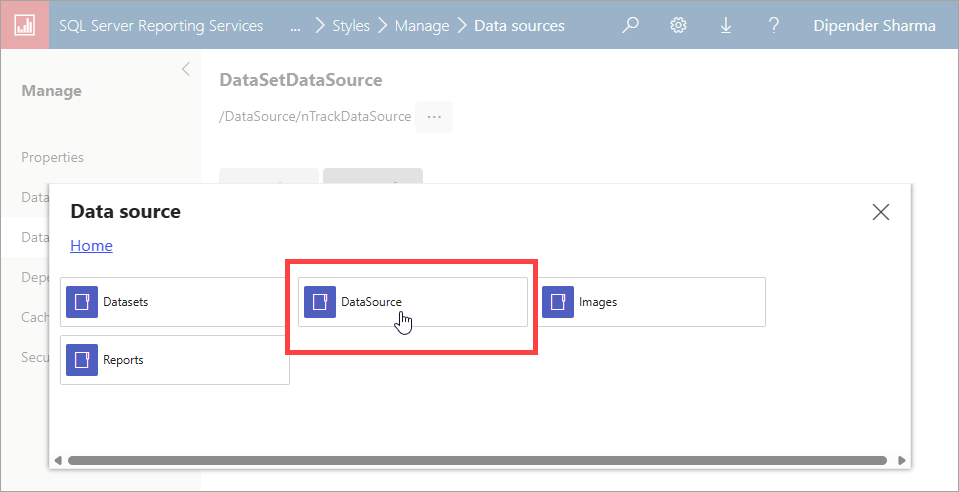 SQL Server Reporting Services ... > Styles > Manage > Data sources Dipender Sharma
Manage
DataSetDataSource
/DataSource/nTrackDataSource ...
Properties
Data
Data
Depe
Cach
Secu
Data source
Home
Datasets DataSource Images
Reports